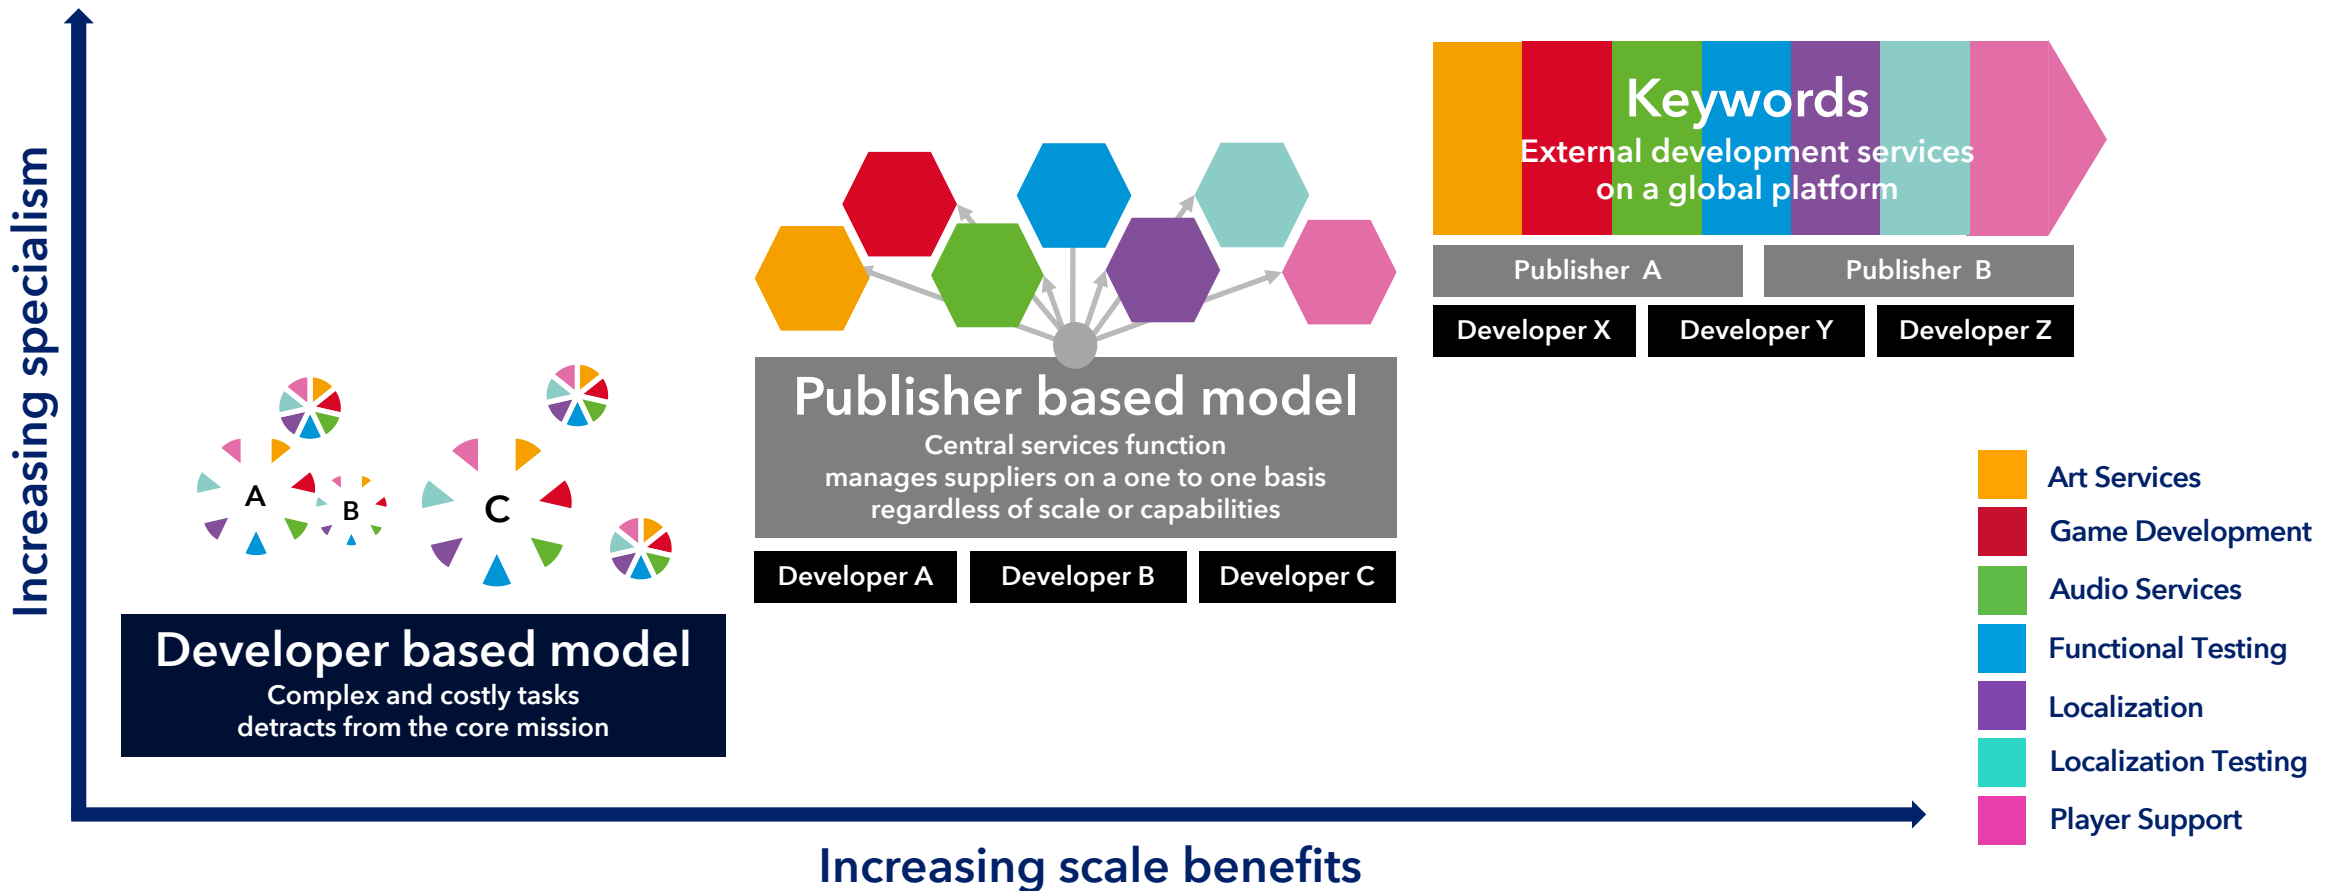 Increasing specialism
A
B
C
Developer based model
Complex and costly tasks
detracts from the core mission
Publisher based model
Central services function
manages suppliers on a one to one basis
regardless of scale or capabilities
Developer A
Developer B
Developer C
Keywords
External development services
on a global platform
Publisher A
Publisher B
Developer X
Developer Y
Developer Z
Art Services
Game Development
Audio Services
Functional Testing
Localization
Localization Testing
Player Support
Increasing scale benefits